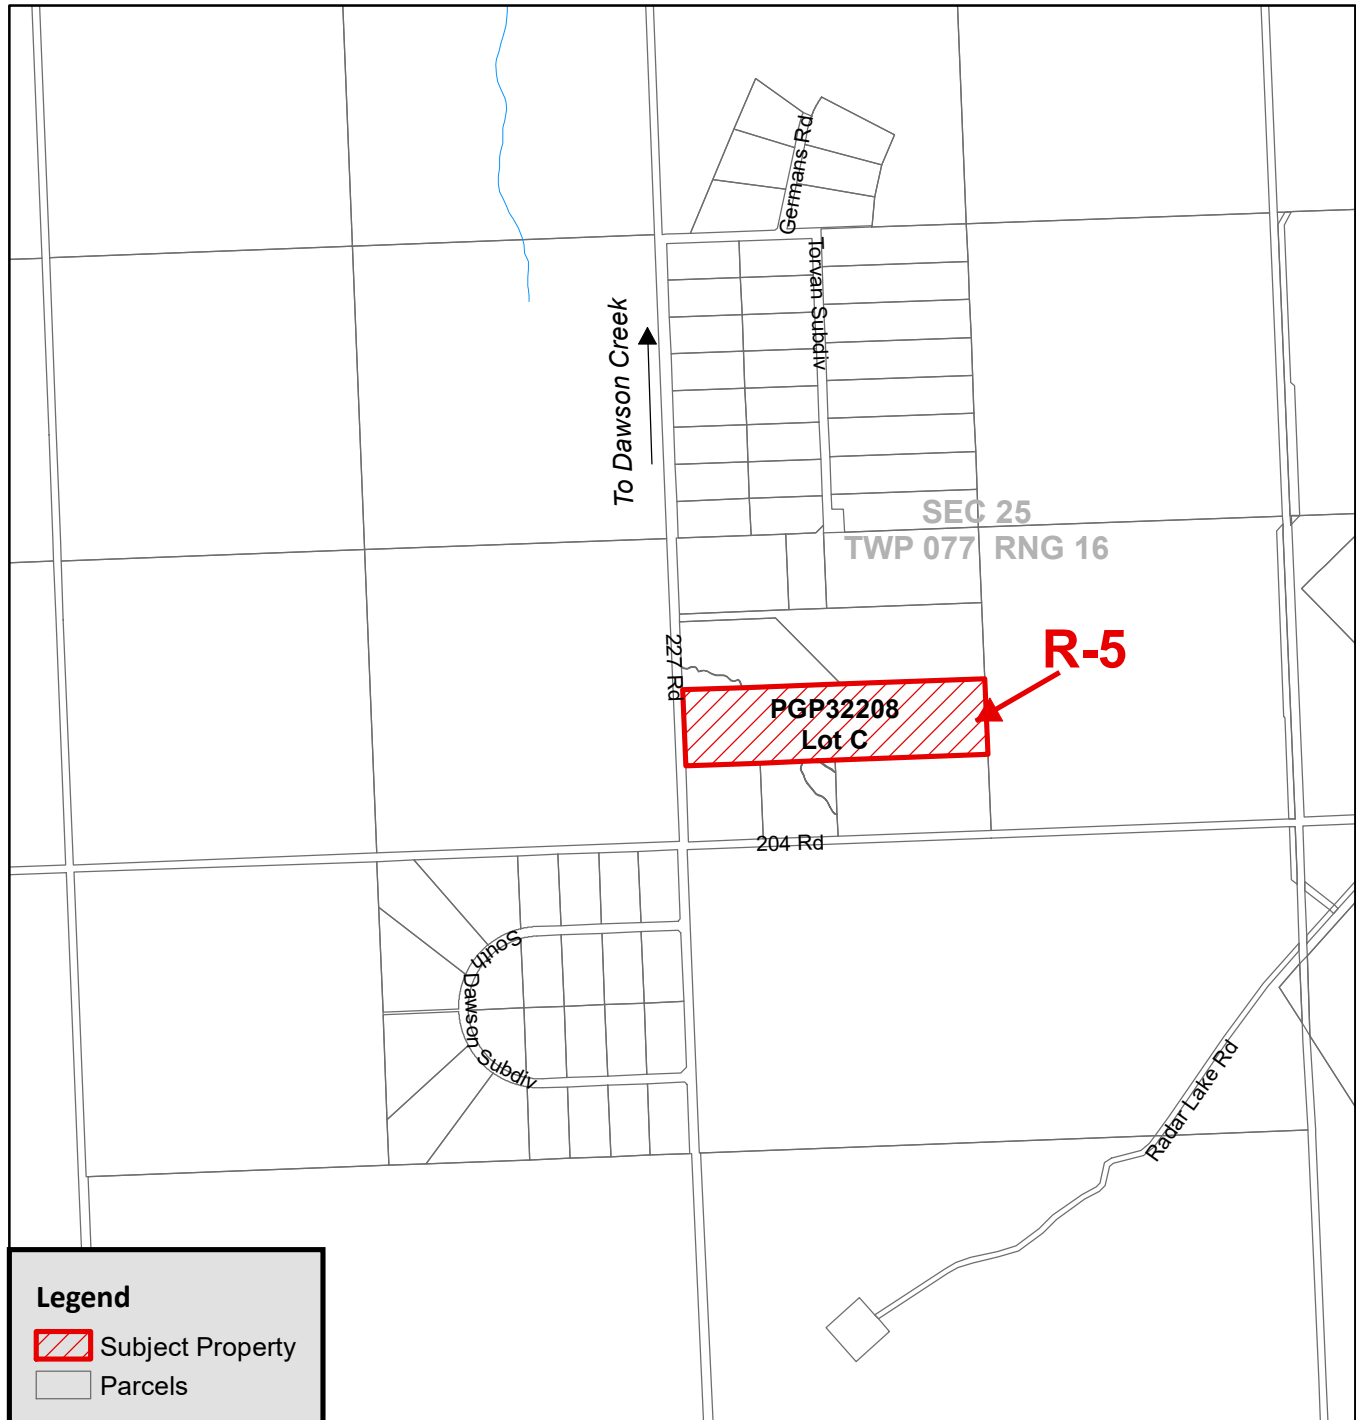 Germans Rd
Torvan Subdiv
To Dawson Creek
SEC 25
TWP 077 RNG 16
227 Rd
R-5
PGP32208
Lot C
204 Rd
South
Dawson
Subdiv
Radar Lake Rd
Legend
Subject Property
Parcels